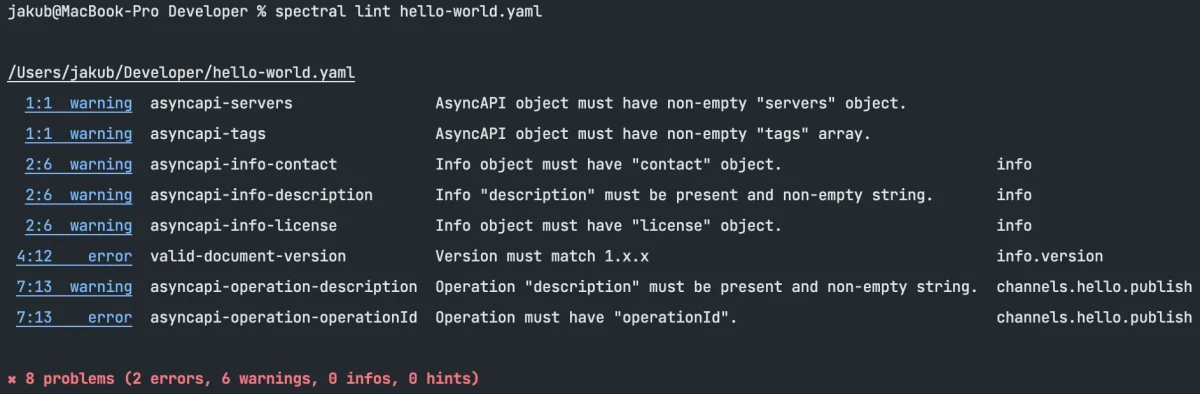 jakub@MacBook-Pro Developer % spectral lint hello-world.yaml
/Users/jakub/Developer/hello-world.yaml
1:1 warning asyncapi-servers AsyncAPI object must have non-empty "servers" object.
1:1 warning asyncapi-tags AsyncAPI object must have non-empty "tags" array.
2:6 warning asyncapi-info-contact Info object must have "contact" object. info
2:6 warning asyncapi-info-description Info "description" must be present and non-empty string. info
2:6 warning asyncapi-info-license Info object must have "license" object. info
4:12 error valid-document-version Version must match 1.x.x info.version
7:13 warning asyncapi-operation-description Operation "description" must be present and non-empty string. channels.hello.publish
7:13 error asyncapi-operation-operationId Operation must have "operationId". channels.hello.publish
✖ 8 problems (2 errors, 6 warnings, 0 infos, 0 hints)